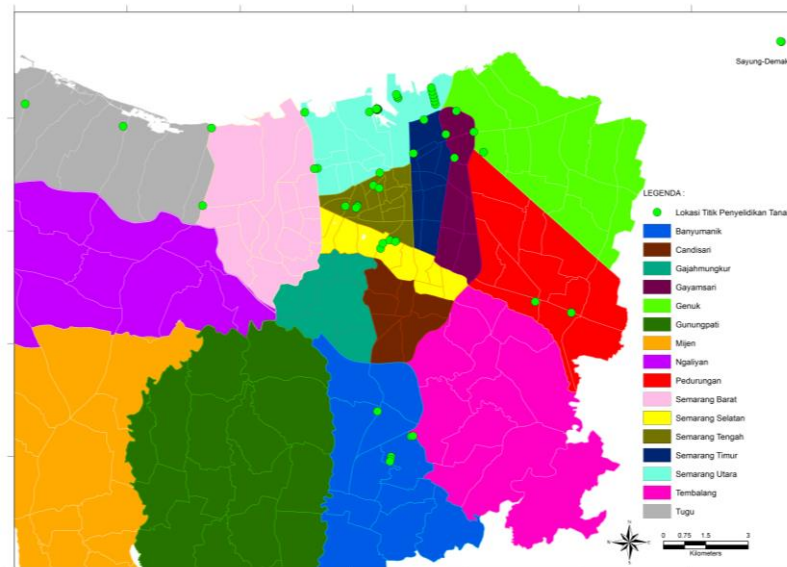 Sayung-Demak
LEGENDA :
Lokasi Titik Penyelidikan Tana
Banyumanik
Candisari
Gajahmungkur
Gayamsari
Genuk
Gunungpati
Mijen
Ngaliyan
Pedurungan
Semarang Barat
Semarang Selatan
Semarang Tengah
Semarang Timur
Semarang Utara
Tembalang
Tugu
0 0.75 1.5 3
Kilometers